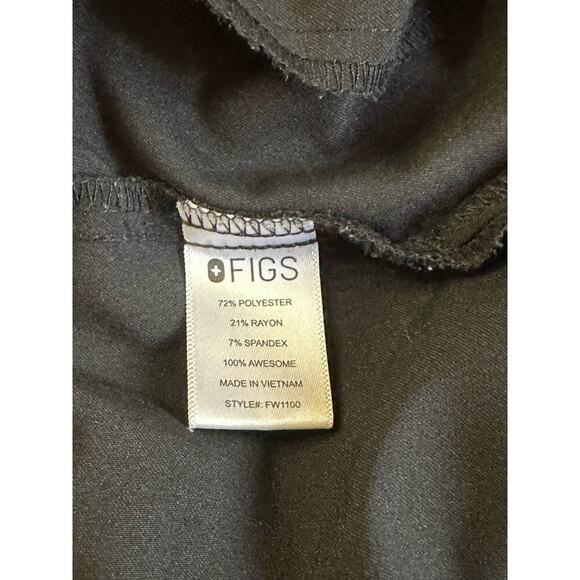 FIGS
72% POLYESTER
21% RAYON
7% SPANDEX
100% AWESOME
MADE IN VIETNAM
STYLE#: FW1100